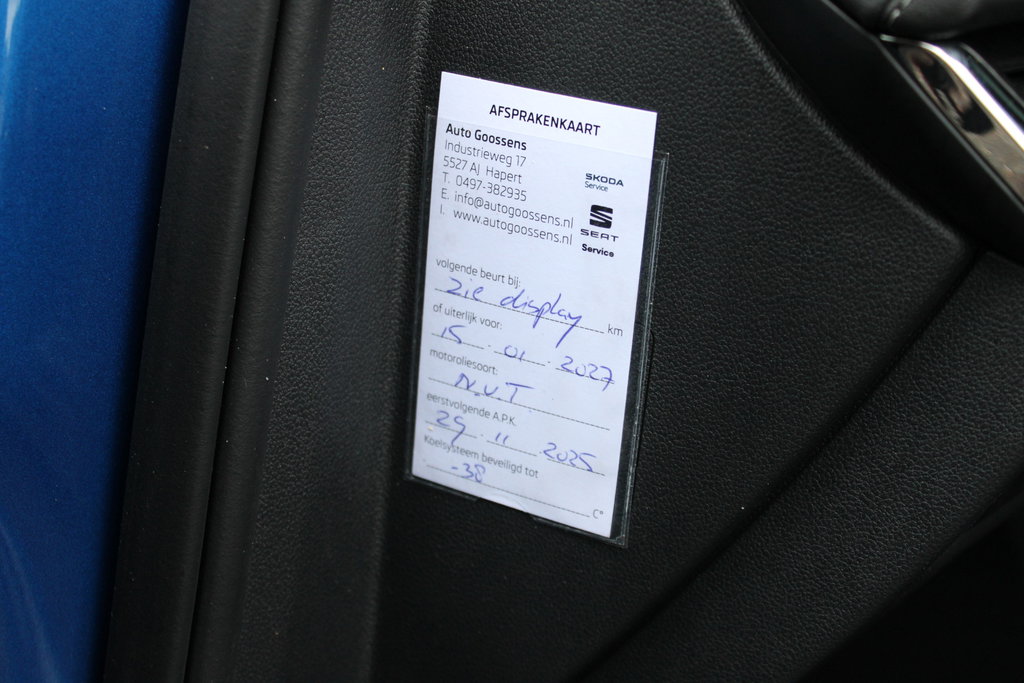 AFSPRAKENKAART
Auto Goossens
Industrieweg 17
5527 AJ Hapert
T. 0497-382935
E. info@autogoossens.nl
I. www.autogoossens.nl
ŠKODA
Service
SEAT
Service
volgende beurt bij:
Zie display km
of uiterlijk voor:
15 . 01 . 2027
motoroliesoort:
N.V.T
eerstvolgende A.P.K.
29 . 11 . 2025
Koelsysteem beveiligd tot
-38 C°